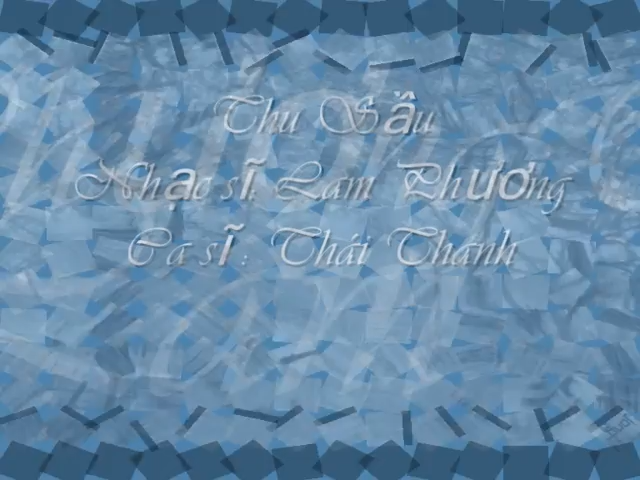 Thu Sầu
Nhạc sĩ: Lam Phương
Ca sĩ : Thái Thanh